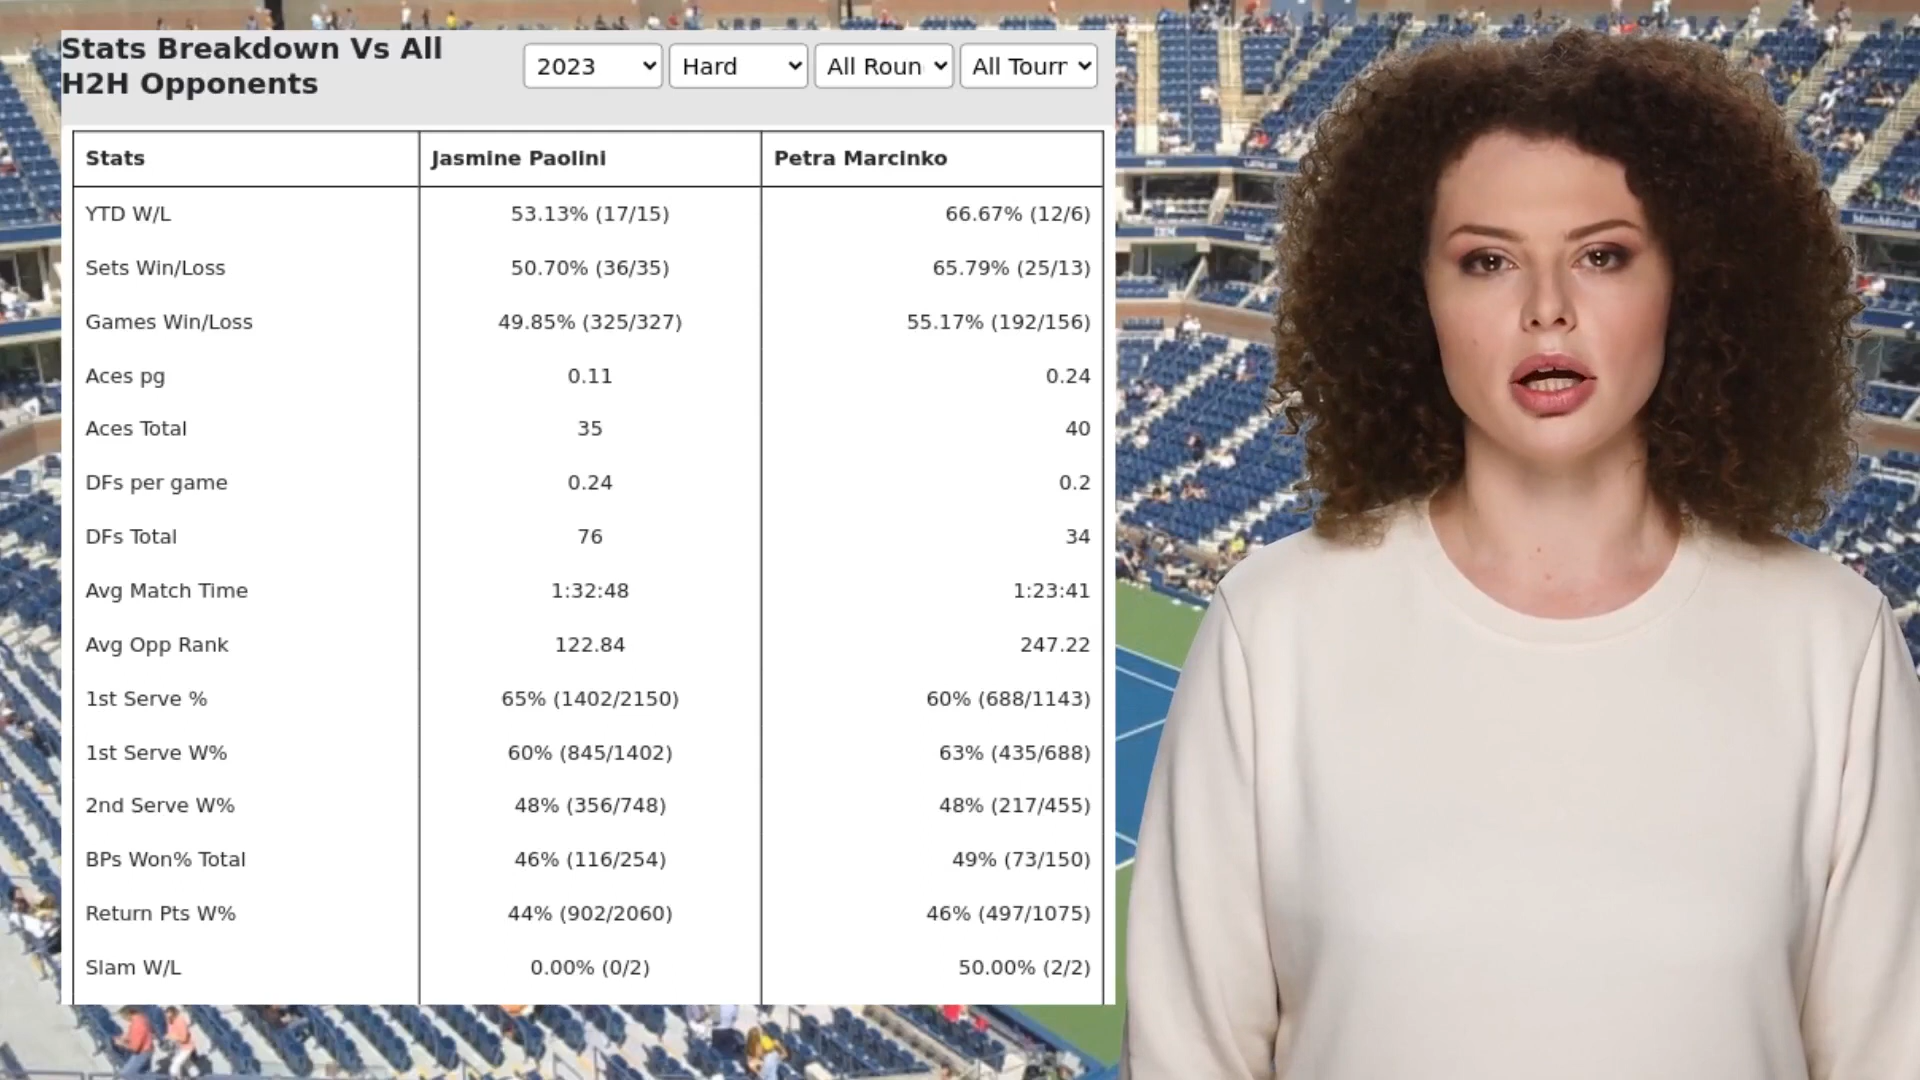 Stats Breakdown Vs All
H2H Opponents
2023 Hard All Roun All Tourr
Stats Jasmine Paolini Petra Marcinko
YTD W/L 53.13% (17/15) 66.67% (12/6)
Sets Win/Loss 50.70% (36/35) 65.79% (25/13)
Games Win/Loss 49.85% (325/327) 55.17% (192/156)
Aces pg 0.11 0.24
Aces Total 35 40
DFs per game 0.24 0.2
DFs Total 76 34
Avg Match Time 1:32:48 1:23:41
Avg Opp Rank 122.84 247.22
1st Serve % 65% (1402/2150) 60% (688/1143)
1st Serve W% 60% (845/1402) 63% (435/688)
2nd Serve W% 48% (356/748) 48% (217/455)
BPs Won% Total 46% (116/254) 49% (73/150)
Return Pts W% 44% (902/2060) 46% (497/1075)
Slam W/L 0.00% (0/2) 50.00% (2/2)
IBM